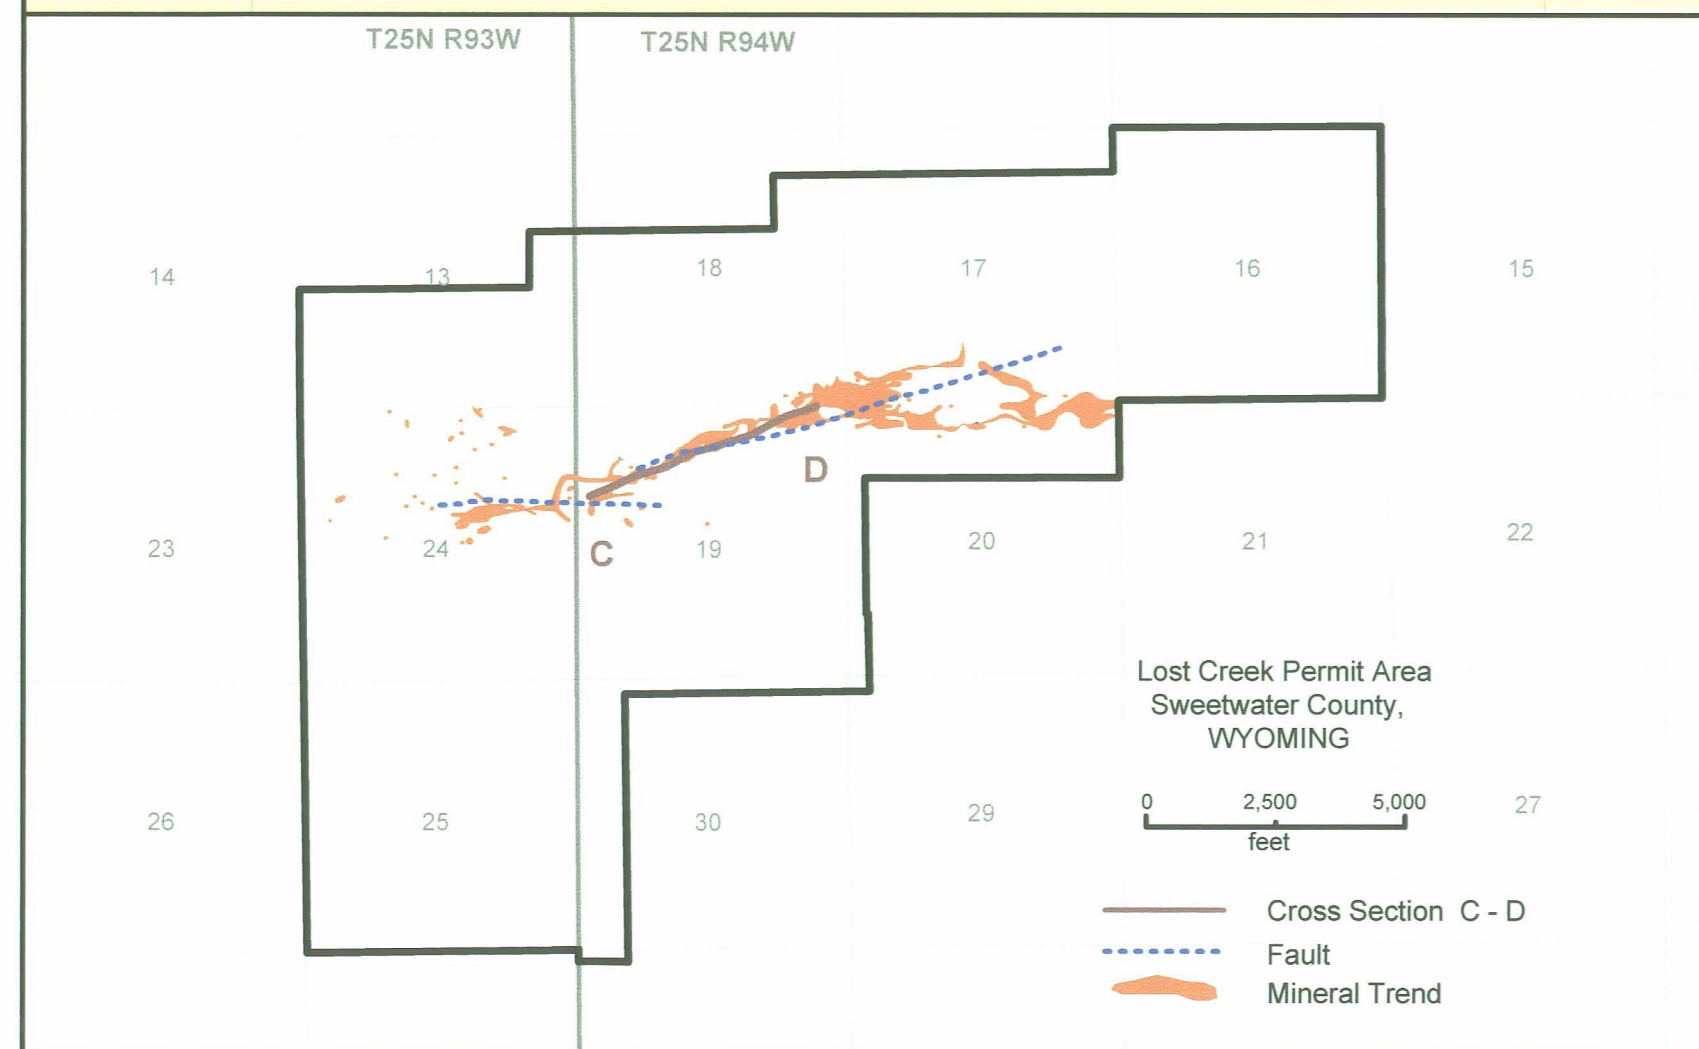 T25N R93W T25N R94W
14 13 18 17 16 15
D
23 24 C 19 20 21 22
Lost Creek Permit Area
Sweetwater County,
WYOMING
26 25 30 29 27
0 2,500 5,000
feet
Cross Section C - D
Fault
Mineral Trend